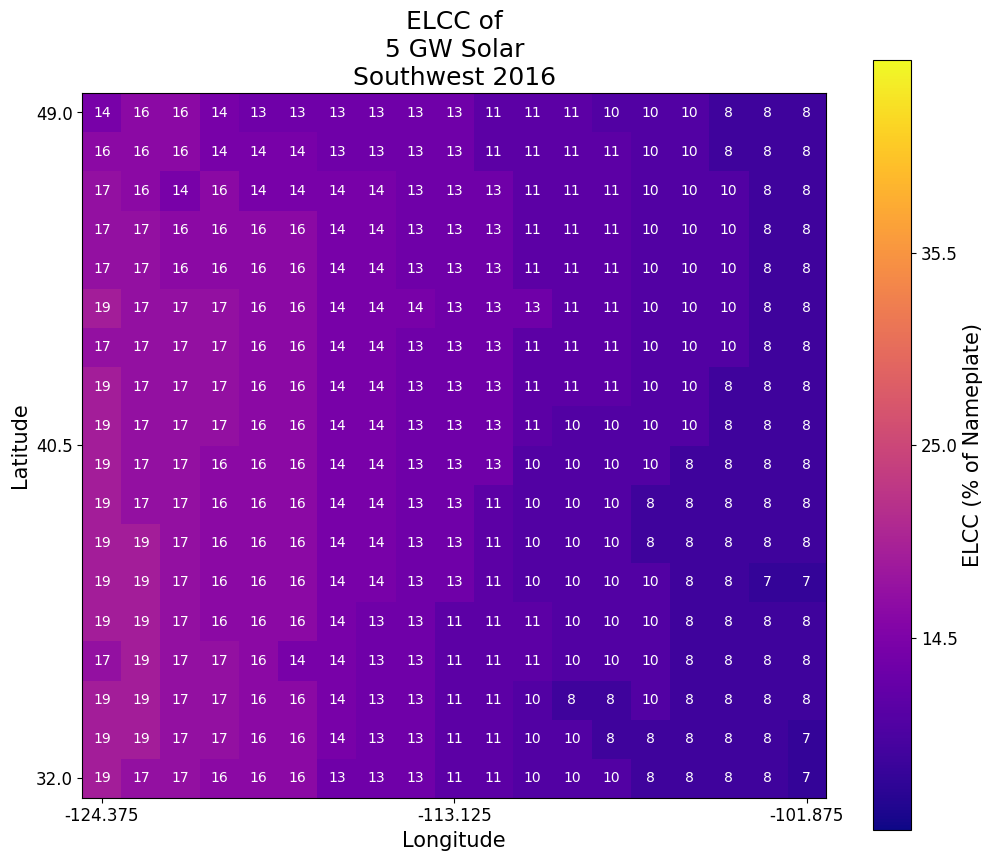 ELCC of
5 GW Solar
Southwest 2016
49.0 14 16 16 14 13 13 13 13 13 13 11 11 11 10 10 10 8 8 8
16 16 16 14 14 14 13 13 13 13 11 11 11 11 10 10 8 8 8
17 16 14 16 14 14 14 14 13 13 13 11 11 11 10 10 10 8 8
17 17 16 16 16 16 14 14 13 13 13 11 11 11 10 10 10 8 8
35.5
17 17 16 16 16 16 14 14 13 13 13 11 11 11 10 10 10 8 8
19 17 17 17 16 16 14 14 14 13 13 13 11 11 10 10 10 8 8
17 17 17 17 16 16 14 14 13 13 13 11 11 11 10 10 10 8 8
19 17 17 17 16 16 14 14 13 13 13 11 11 11 10 10 8 8 8
19 17 17 17 16 16 14 14 13 13 13 11 10 10 10 10 8 8 8
40.5
25.0
19 17 17 16 16 16 14 14 13 13 13 10 10 10 10 8 8 8 8
19 17 17 16 16 16 14 14 13 13 11 10 10 10 8 8 8 8 8
19 19 17 16 16 16 14 14 13 13 11 10 10 10 8 8 8 8 8
19 19 17 16 16 16 14 14 13 13 11 10 10 10 10 8 8 7 7
19 19 17 16 16 16 14 13 13 11 11 11 10 10 10 8 8 8 8
14.5
17 19 17 17 16 14 14 13 13 11 11 11 10 10 10 8 8 8 8
19 19 17 17 16 16 14 13 13 11 11 10 8 8 10 8 8 8 8
19 19 17 17 16 16 14 13 13 11 11 10 10 8 8 8 8 8 7
32.0 19 17 17 16 16 16 13 13 13 11 11 10 10 10 8 8 8 8 7
-124.375 -113.125 -101.875
Longitude
Latitude
ELCC (% of Nameplate)